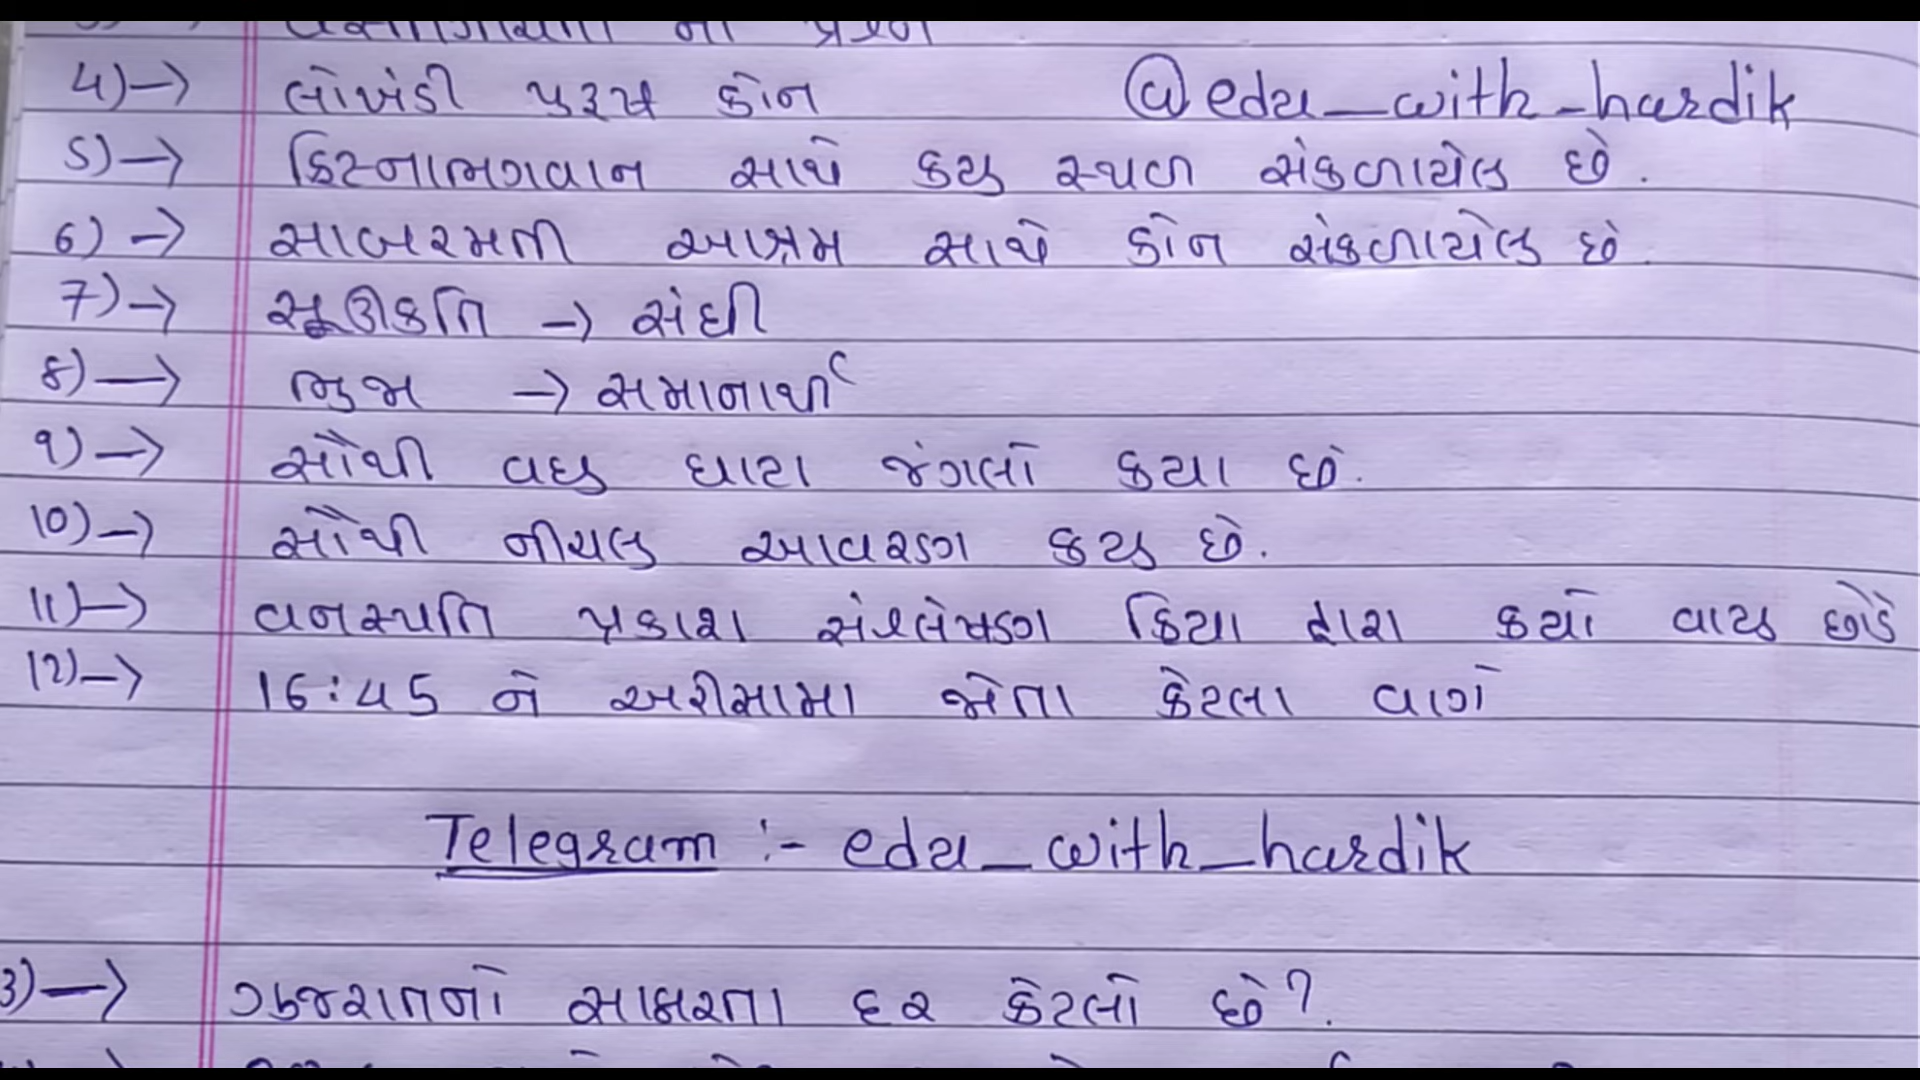 નો પ્રશ્ન
4)→ લોખંડી પુરૂષ કોન @edu_with_hardik
5)→ ક્રિસ્નાભગવાન સાથે કયુ સ્થળ સંકળાયેલુ છે.
6)→ સાબરમતી આશ્રમ સાથે કોન સંકળાયેલુ છે
7)→ સૂઊકતિ → સંધી
8)→ ભુજ → સમાનાર્થી
9)→ સૌથી વધુ ઘાટા જંગલો કયા છે.
10)→ સૌથી નીચલુ આવરણ કયુ છે.
11)→ વનસ્પતિ પ્રકાશ સંશ્લેષણ ક્રિયા દ્વારા કયો વાયુ છોડે
12)→ 16:45 ને અરીસામા જોતા કેટલા વાગે
Telegram :- edu_with_hardik
3)→ ગુજરાતનો સાક્ષરતા દર કેટલો છે?